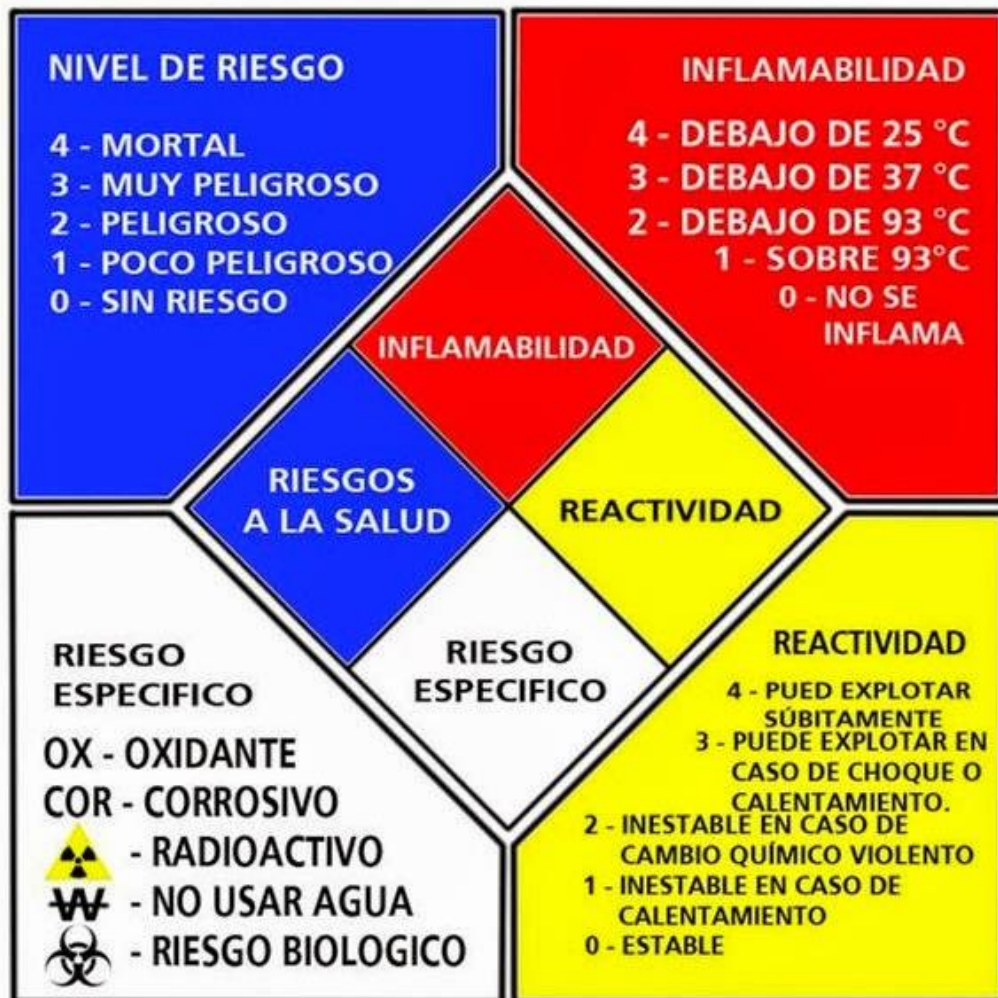 NIVEL DE RIESGO
4 - MORTAL
3 - MUY PELIGROSO
2 - PELIGROSO
1 - POCO PELIGROSO
0 - SIN RIESGO
INFLAMABILIDAD
4 - DEBAJO DE 25 °C
3 - DEBAJO DE 37 °C
2 - DEBAJO DE 93 °C
1 - SOBRE 93°C
0 - NO SE
INFLAMA
INFLAMABILIDAD
RIESGOS
A LA SALUD
REACTIVIDAD
RIESGO
ESPECIFICO
RIESGO
ESPECIFICO
OX - OXIDANTE
COR - CORROSIVO
- RADIOACTIVO
W - NO USAR AGUA
- RIESGO BIOLOGICO
REACTIVIDAD
4 - PUED EXPLOTAR
SÚBITAMENTE
3 - PUEDE EXPLOTAR EN
CASO DE CHOQUE O
CALENTAMIENTO.
2 - INESTABLE EN CASO DE
CAMBIO QUÍMICO VIOLENTO
1 - INESTABLE EN CASO DE
CALENTAMIENTO
0 - ESTABLE